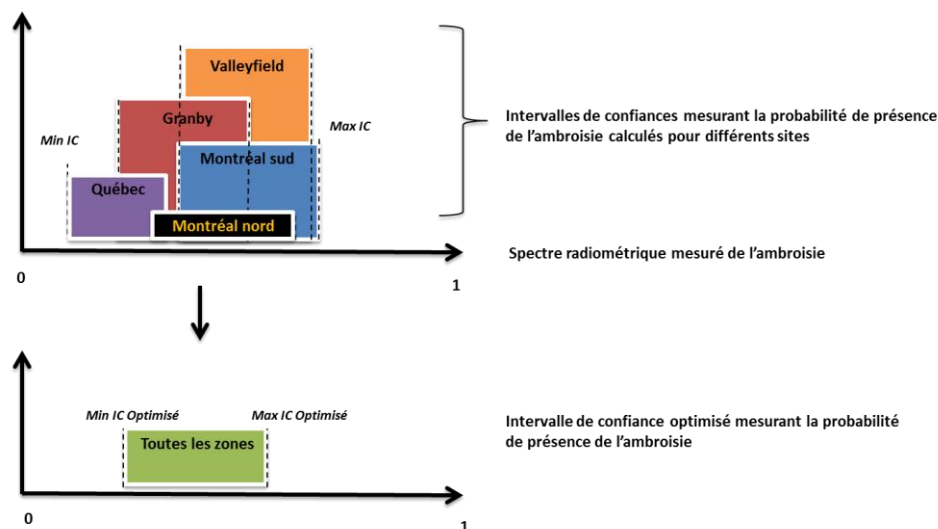 Valleyfield
Granby
Min IC
Max IC
Montréal sud
Québec
Montréal nord
Intervalles de confiances mesurant la probabilité de présence
de l’ambroisie calculés pour différents sites
Spectre radiométrique mesuré de l’ambroisie
0
1
Min IC Optimisé
Max IC Optimisé
Toutes les zones
Intervalle de confiance optimisé mesurant la probabilité
de présence de l’ambroisie
0
1